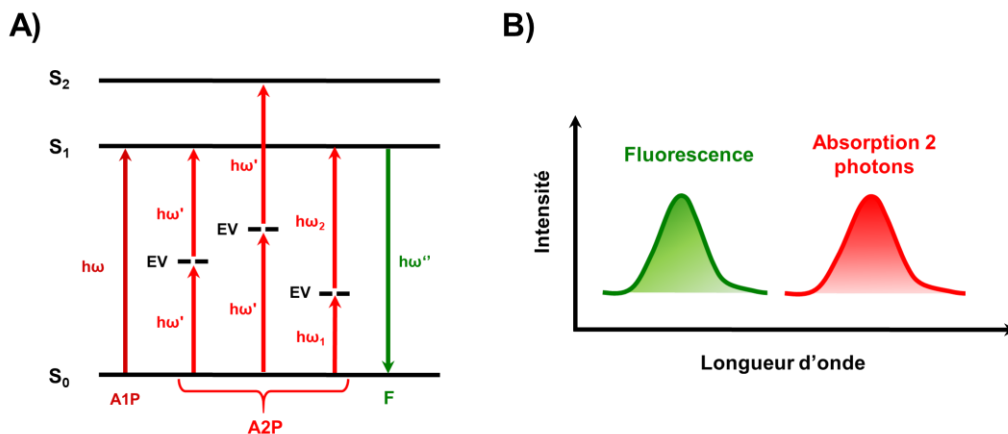 A)
S₂
S₁
S₀
hω
hω'
hω'
EV
hω'
hω'
EV
hω₂
hω₁
EV
hω‘’
A1P
A2P
F
B)
Intensité
Fluorescence
Absorption 2
photons
Longueur d’onde